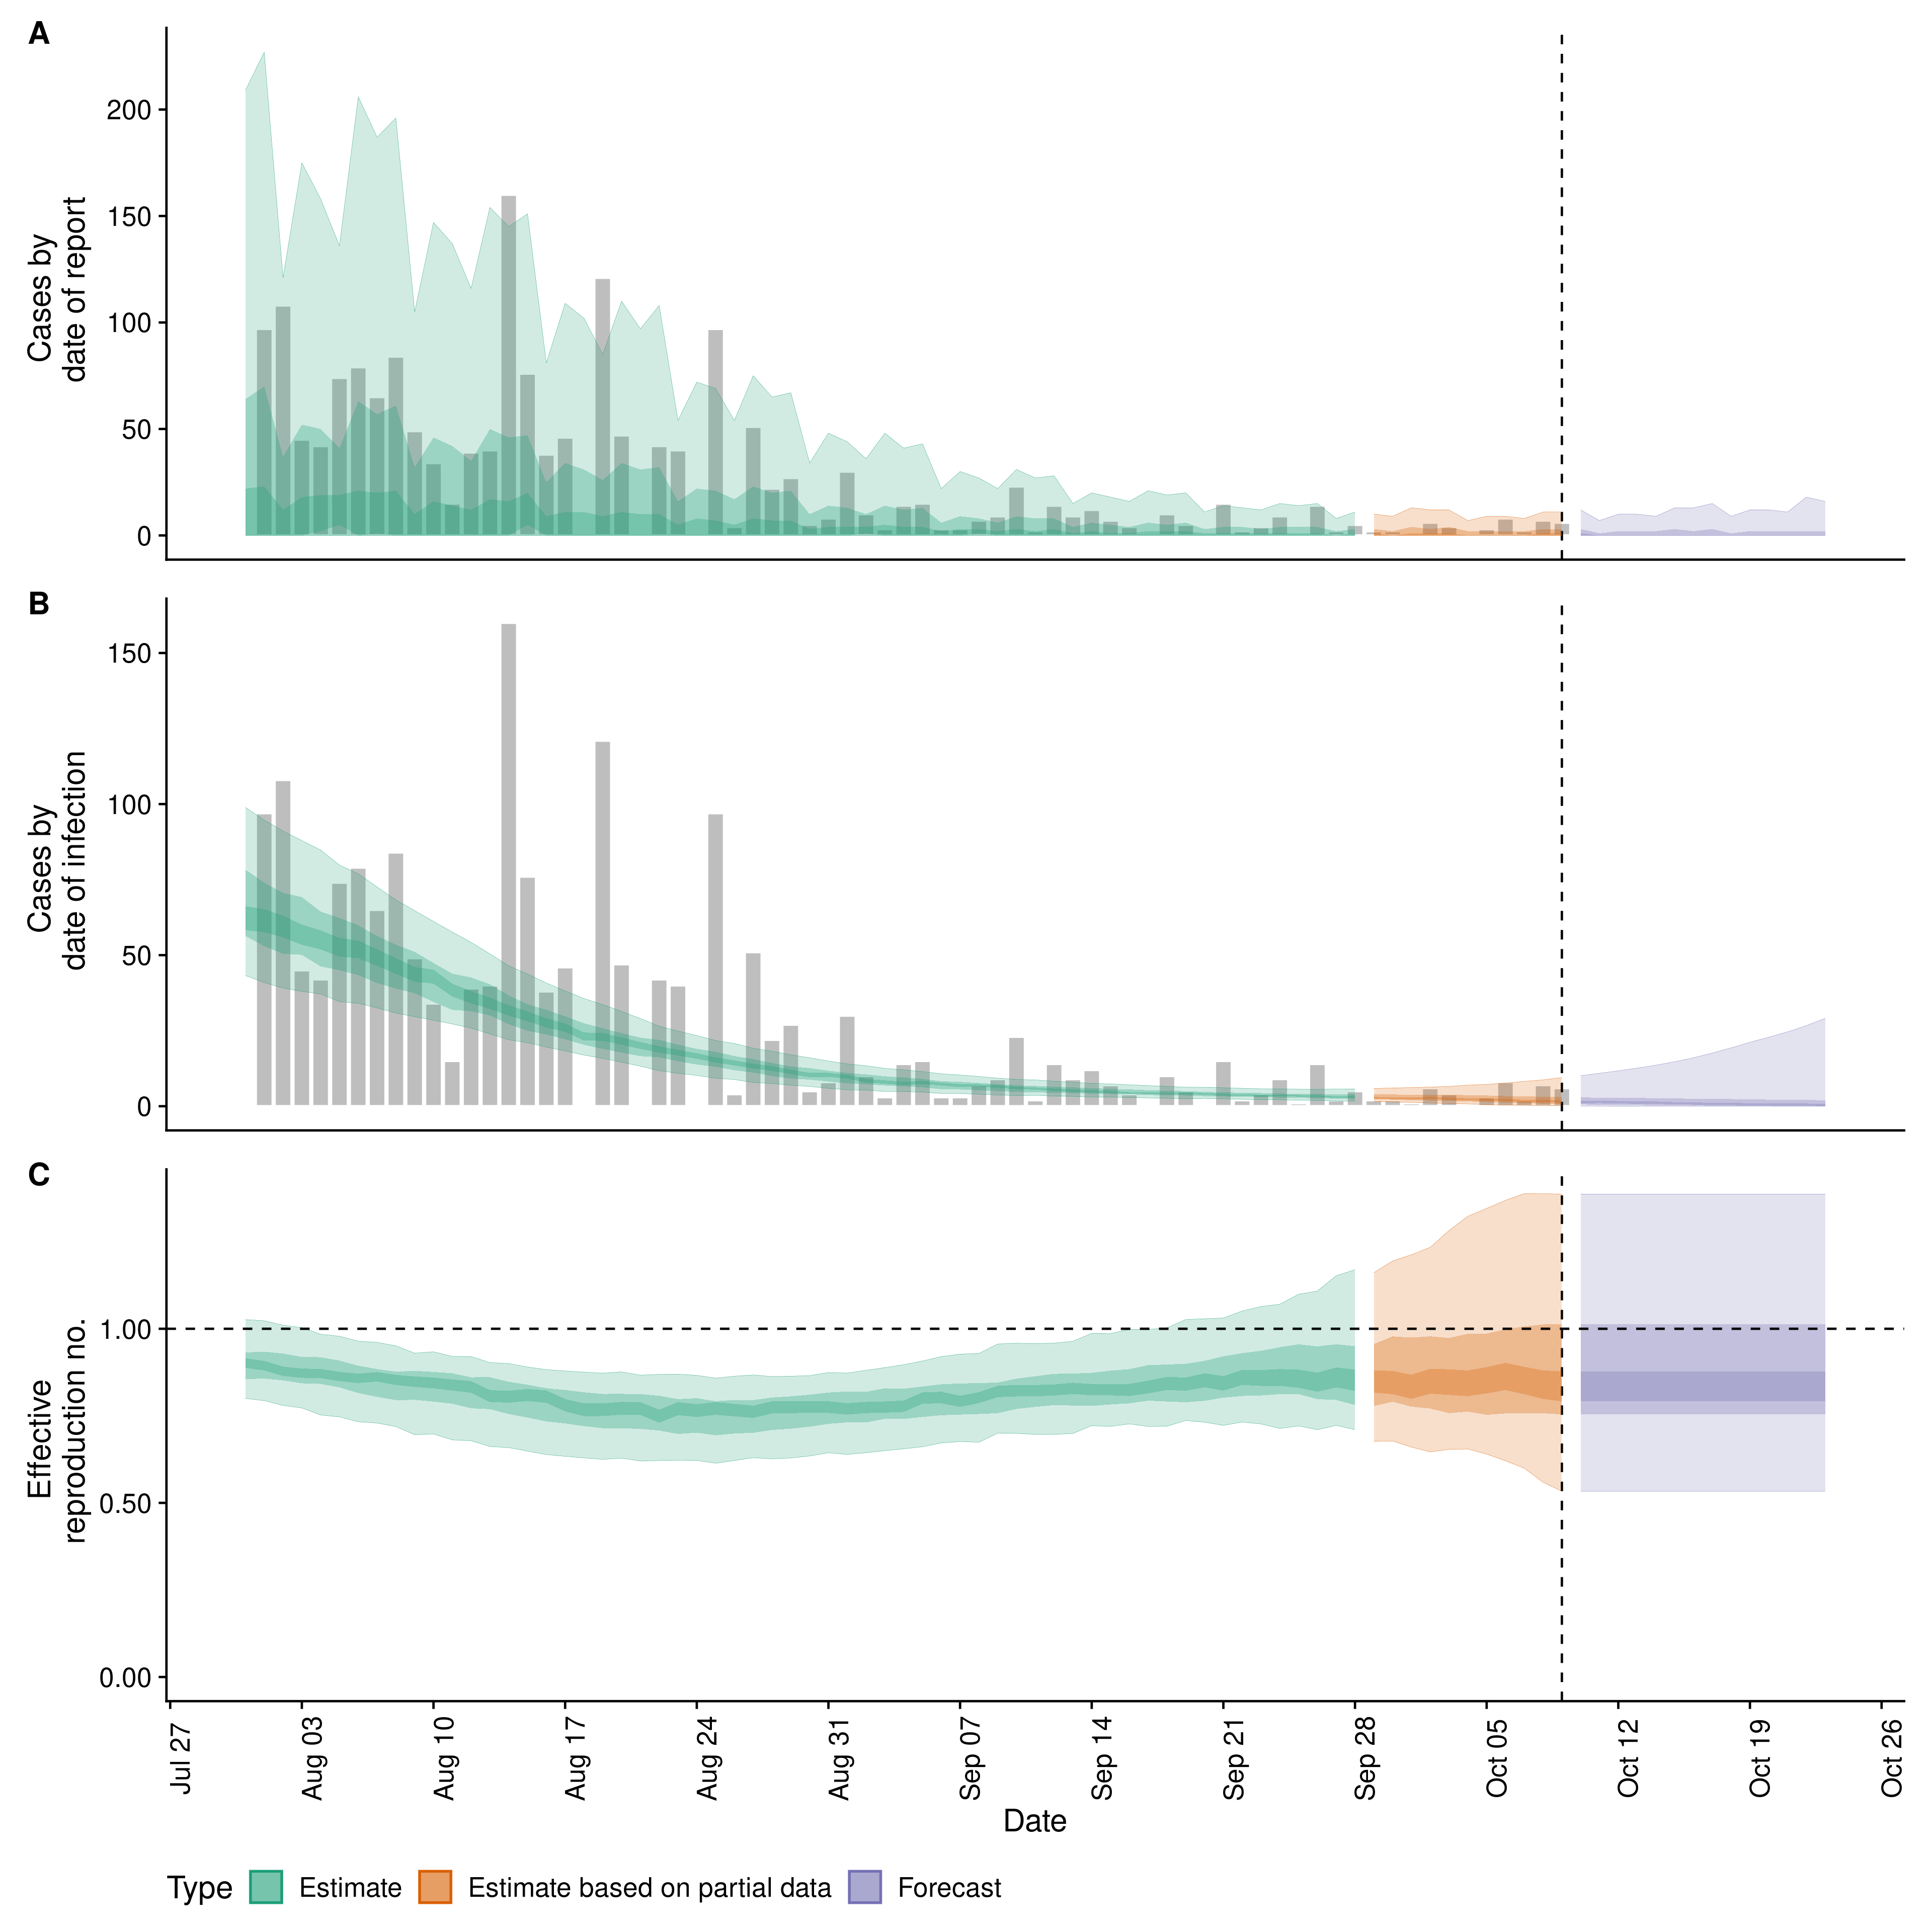 A
Cases by
date of report
200
150
100
50
0
B
Cases by
date of infection
150
100
50
0
C
Effective
reproduction no.
1.00
0.50
0.00
Jul 27
Aug 03
Aug 10
Aug 17
Aug 24
Aug 31
Sep 07
Sep 14
Sep 21
Sep 28
Oct 05
Oct 12
Oct 19
Oct 26
Date
Type Estimate Estimate based on partial data Forecast